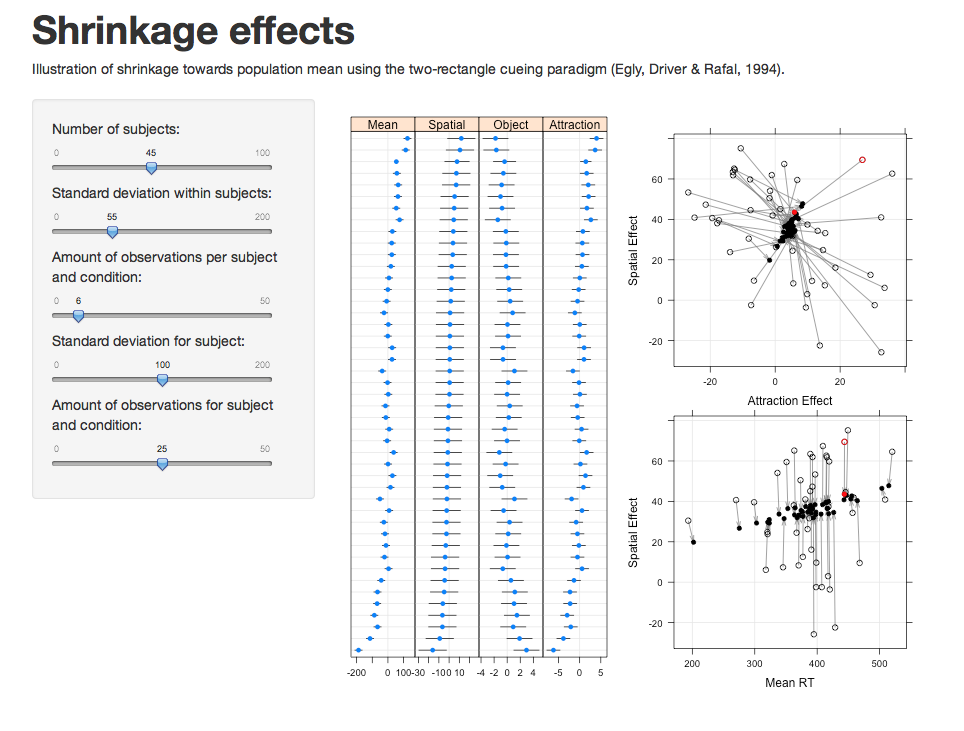 Shrinkage effects
Illustration of shrinkage towards population mean using the two-rectangle cueing paradigm (Egly, Driver & Rafal, 1994).
Number of subjects:
0 45 100
Standard deviation within subjects:
0 55 200
Amount of observations per subject
and condition:
0 6 50
Standard deviation for subject:
0 100 200
Amount of observations for subject
and condition:
0 25 50
Mean Spatial Object Attraction
-200 0 100 -30 -10 10 -4 -2 0 2 4 -5 0 5
Spatial Effect
60
40
20
0
-20
-20 0 20
Attraction Effect
Spatial Effect
60
40
20
0
-20
200 300 400 500
Mean RT